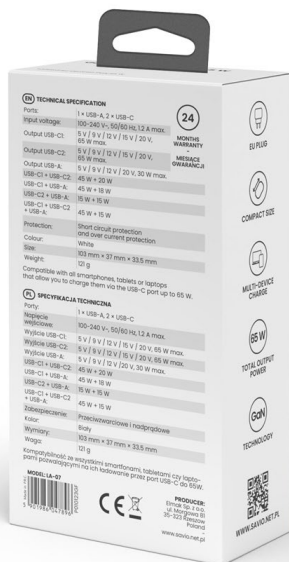 EN TECHNICAL SPECIFICATION
Ports: 1 × USB-A, 2 × USB-C
Input voltage: 100-240 V~, 50/60 Hz, 1.2 A max.
Output USB-C1: 5 V / 9 V / 12 V / 15 V / 20 V,
65 W max.
Output USB-C2: 5 V / 9 V / 12 V / 15 V / 20 V,
65 W max.
Output USB-A: 5 V / 9 V / 12 V / 15 V / 20 V, 30 W max.
USB-C1 + USB-C2: 45 W + 20 W
USB-C1 + USB-A: 45 W + 18 W
USB-C2 + USB-A: 15 W + 15 W
USB-C1 + USB-C2
+ USB-A: 45 W + 15 W
Protection: Short circuit protection
and over current protection
Colour: White
Size: 103 mm × 37 mm × 33.5 mm
Weight: 121 g
Compatible with all smartphones, tablets or laptops
that allow you to charge them via the USB-C port up to 65 W.
PL SPECYFIKACJA TECHNICZNA
Porty: 1 × USB-A, 2 × USB-C
Napięcie
wejściowe: 100-240 V~, 50/60 Hz, 1.2 A max.
Wyjście USB-C1: 5 V / 9 V / 12 V / 15 V / 20 V, 65 W max.
Wyjście USB-C2: 5 V / 9 V / 12 V / 15 V / 20 V, 65 W max.
Wyjście USB-A: 5 V / 9 V / 12 V / 20 V, 30 W max.
USB-C1 + USB-C2: 45 W + 20 W
USB-C1 + USB-A: 45 W + 18 W
USB-C2 + USB-A: 15 W + 15 W
USB-C1 + USB-C2
+ USB-A: 45 W + 15 W
Zabezpieczenie: Przeciwzwarciowe i nadprądowe
Kolor: Biały
Wymiary: 103 mm × 37 mm × 33.5 mm
Waga: 121 g
Kompatybilność ze wszystkimi smartfonami, tabletami czy lapto-
pami pozwalającymi na ich ładowanie przez port USB-C do 65W.
MODEL: LA-07
5 901986 047896
CE
PRODUCER:
Elmak Sp. z o.o.
ul. Morgowa 81
35-323 Rzeszów
Poland
www.savio.net.pl
24
MONTHS
WARRANTY
-
MIESIĄCE
GWARANCJI
EU PLUG
COMPACT SIZE
MULTI-DEVICE
CHARGE
65 W
TOTAL OUTPUT
POWER
GaN
TECHNOLOGY
WWW.SAVIO.NET.PL